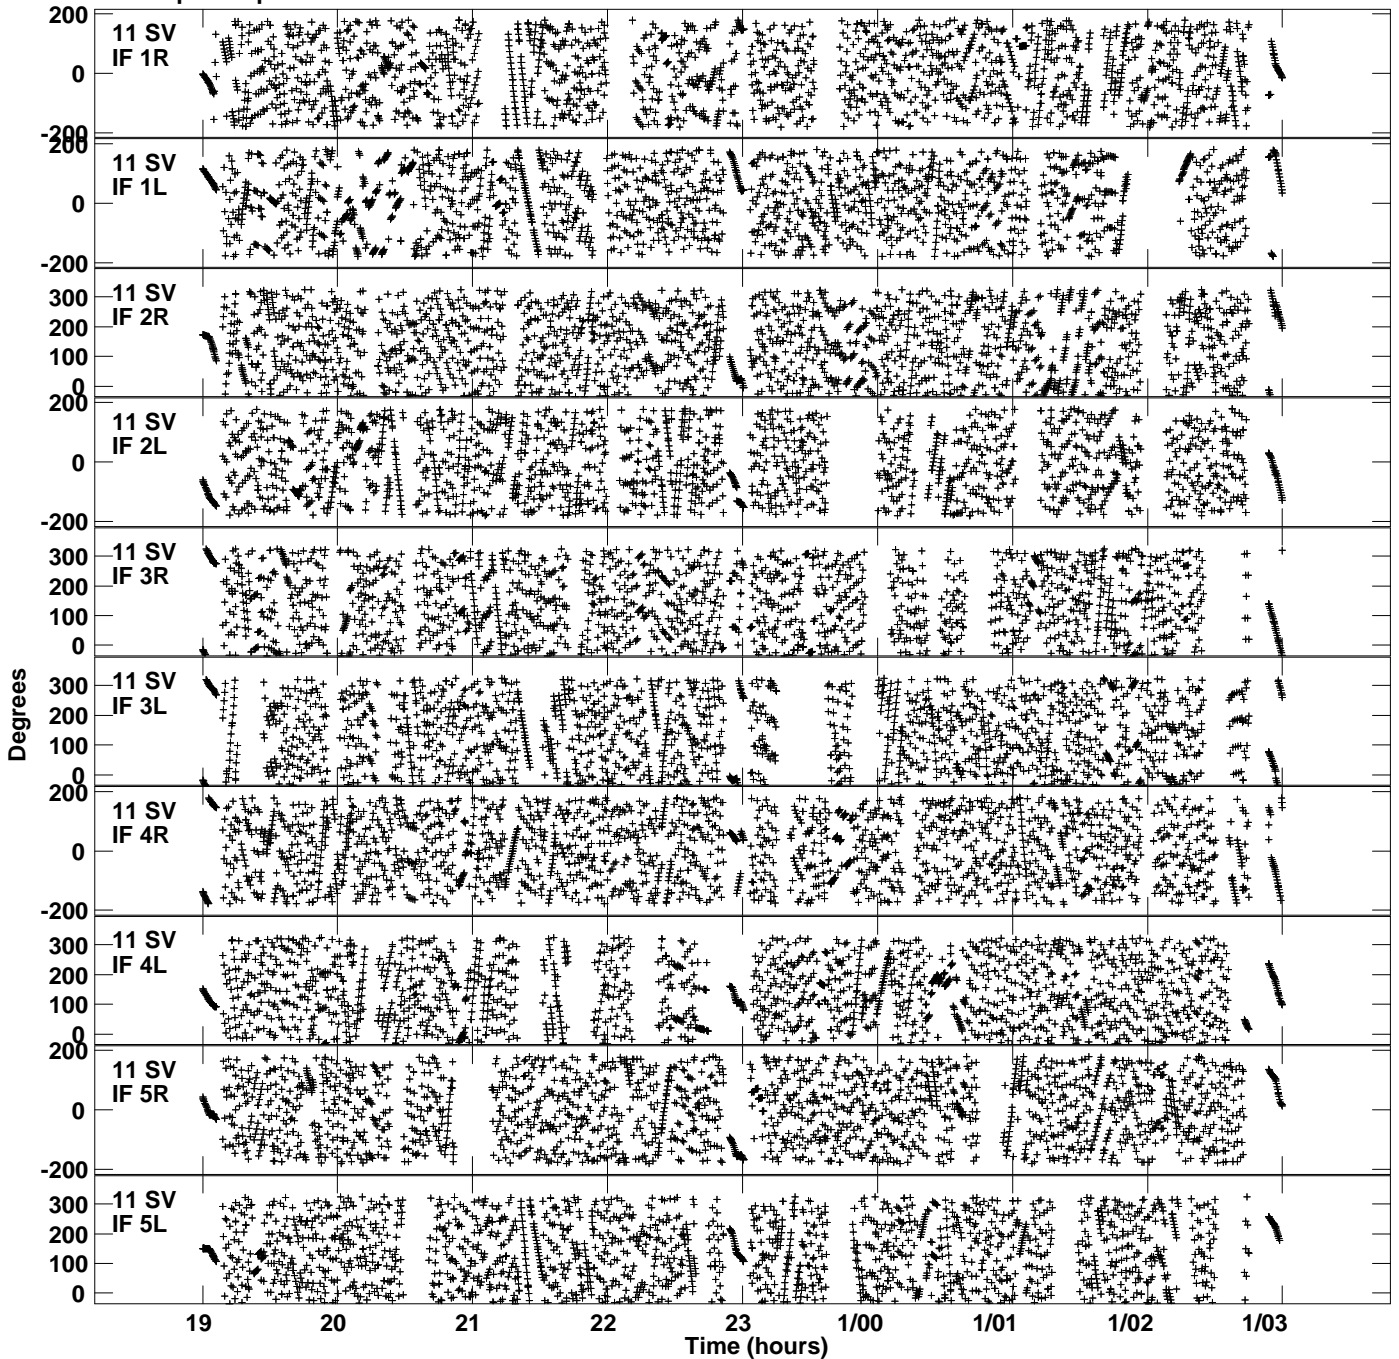 200
11 SV
IF 1R
0
-200
200
11 SV
IF 1L
0
-200
11 SV
IF 2R
300
200
100
0
200
11 SV
IF 2L
0
-200
11 SV
IF 3R
300
200
100
0
11 SV
IF 3L
300
200
100
0
200
11 SV
IF 4R
0
-200
11 SV
IF 4L
300
200
100
0
200
11 SV
IF 5R
0
-200
11 SV
IF 5L
300
200
100
0
Degrees
19 20 21 22 23 1/00 1/01 1/02 1/03
Time (hours)